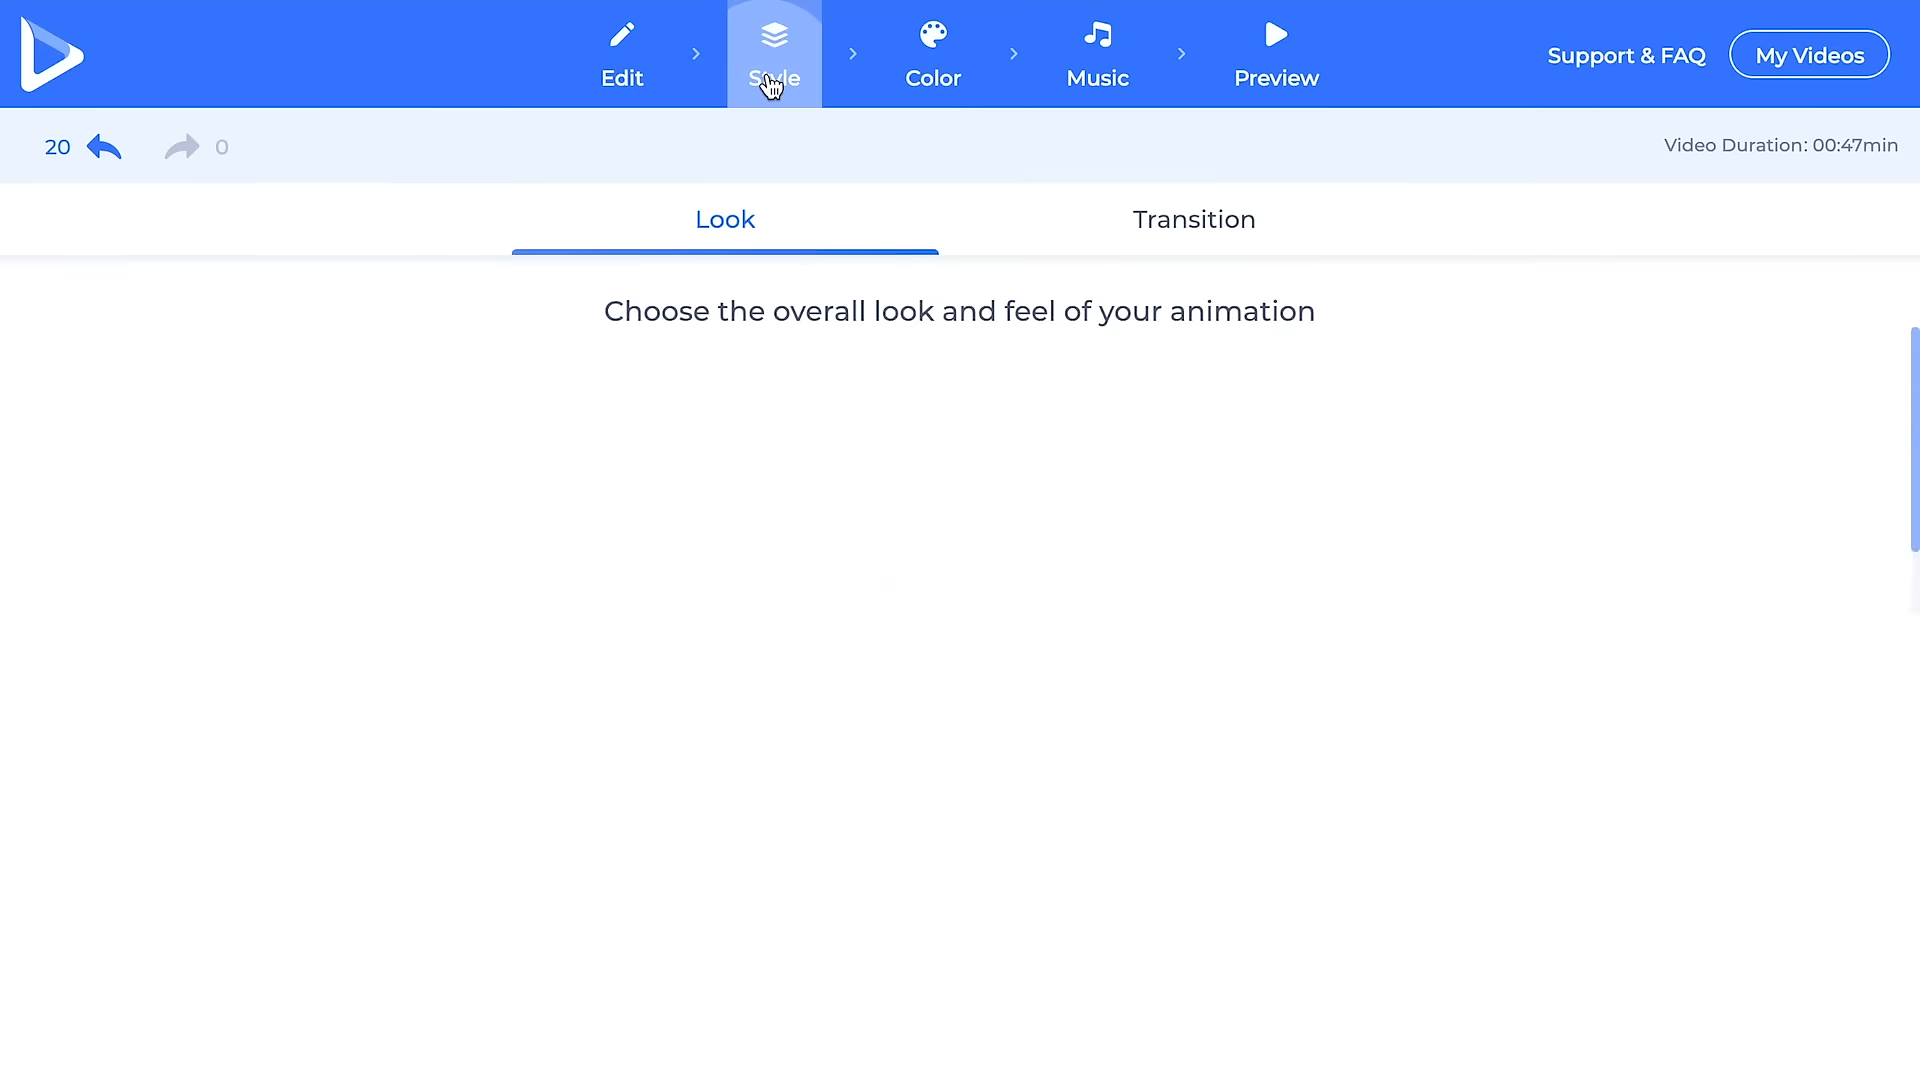 Edit
Style
Color
Music
Preview
Support & FAQ
My Videos
20
0
Video Duration: 00:47min
Look
Transition
Choose the overall look and feel of your animation